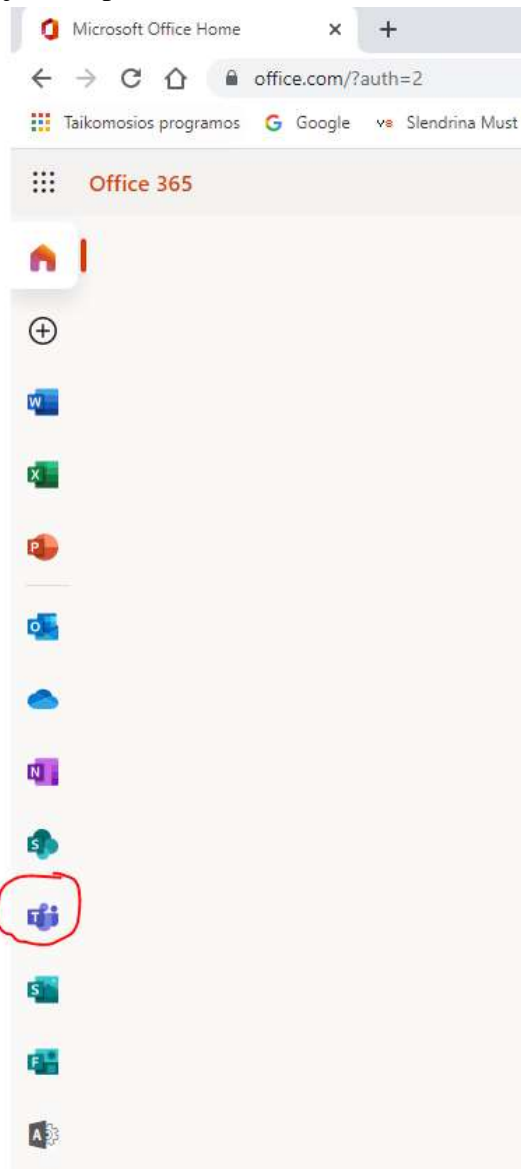 Microsoft Office Home
office.com/?auth=2
Taikomosios programos G Google Slendrina Must
Office 365
W
X
P
O
N
S
T
S
F
A